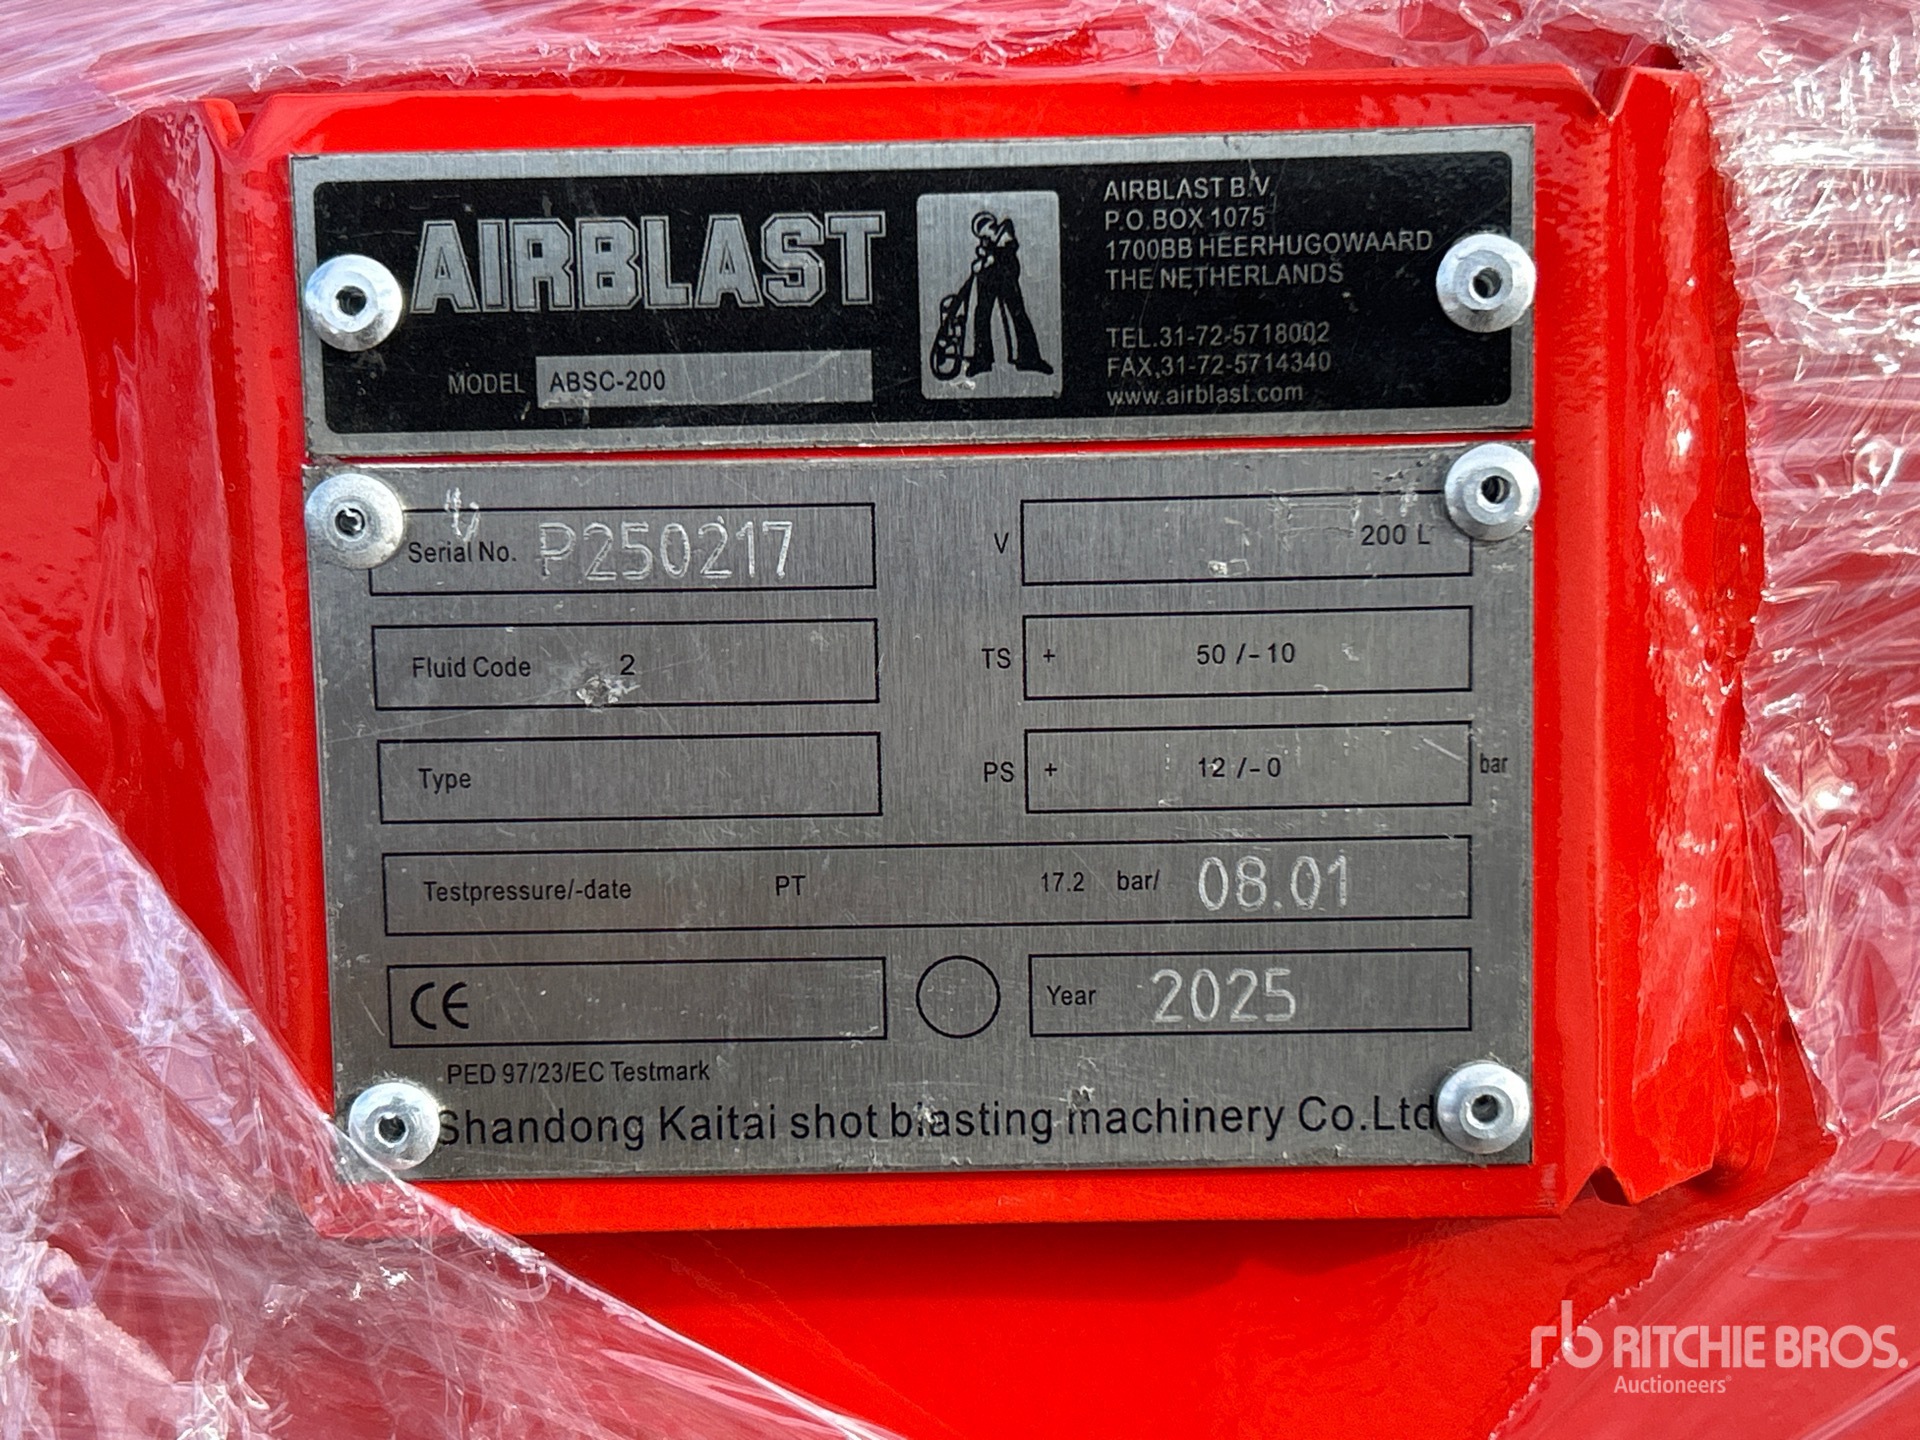 AIRBLAST
MODEL ABSC-200
AIRBLAST B.V.
P.O.BOX 1075
1700BB HEERHUGOWAARD
THE NETHERLANDS
TEL.31-72-5718002
FAX.31-72-5714340
www.airblast.com
Serial No. P250217
V 200 L
Fluid Code 2
TS + 50 /-10
Type
PS + 12 /-0 bar
Testpressure/-date PT 17.2 bar/ 08.01
CE
Year 2025
PED 97/23/EC Testmark
Shandong Kaitai shot blasting machinery Co.Ltd
rb RITCHIE BROS.
Auctioneers